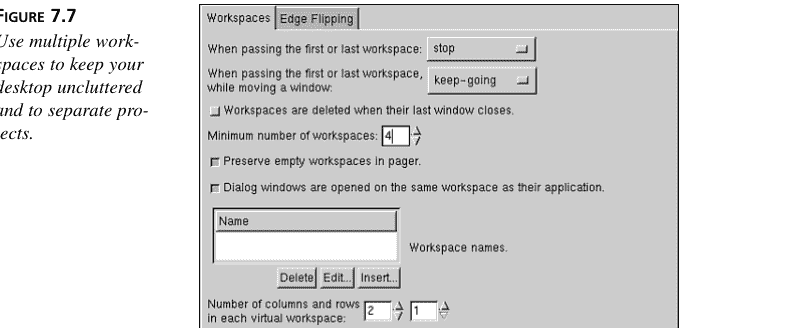 FIGURE 7.7
Use multiple work-
spaces to keep your
desktop uncluttered
and to separate pro-
jects.
Workspaces Edge Flipping
When passing the first or last workspace: stop
When passing the first or last workspace, keep-going
while moving a window:
Workspaces are deleted when their last window closes.
Minimum number of workspaces: 4
Preserve empty workspaces in pager.
Dialog windows are opened on the same workspace as their application.
Name
Workspace names.
Delete Edit... Insert...
Number of columns and rows 2 1
in each virtual workspace: